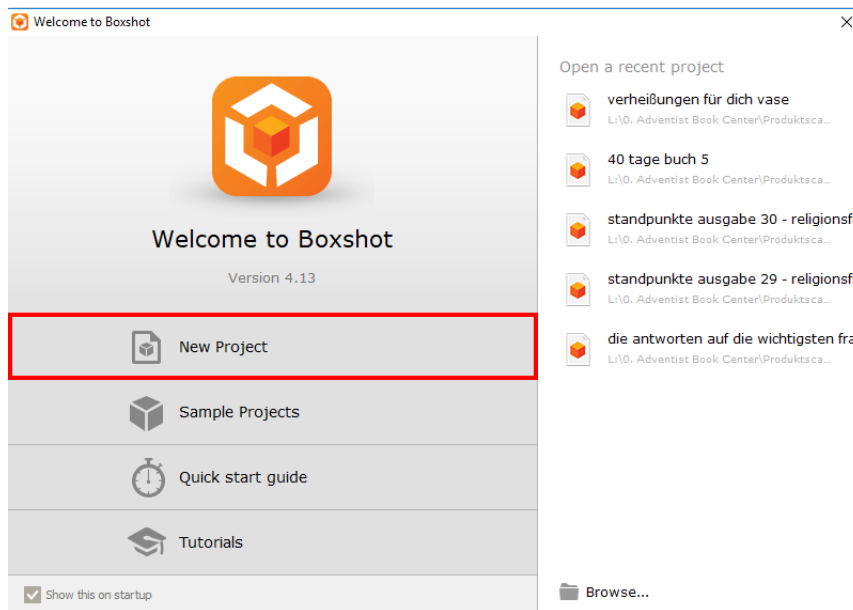 Welcome to Boxshot
Welcome to Boxshot
Version 4.13
New Project
Sample Projects
Quick start guide
Tutorials
Show this on startup
Open a recent project
verheißungen für dich vase
L:\0. Adventist Book Center\Produktsca...
40 tage buch 5
L:\0. Adventist Book Center\Produktsca...
standpunkte ausgabe 30 - religionsf
L:\0. Adventist Book Center\Produktsca...
standpunkte ausgabe 29 - religionsf
L:\0. Adventist Book Center\Produktsca...
die antworten auf die wichtigsten fra
L:\0. Adventist Book Center\Produktsca...
Browse...